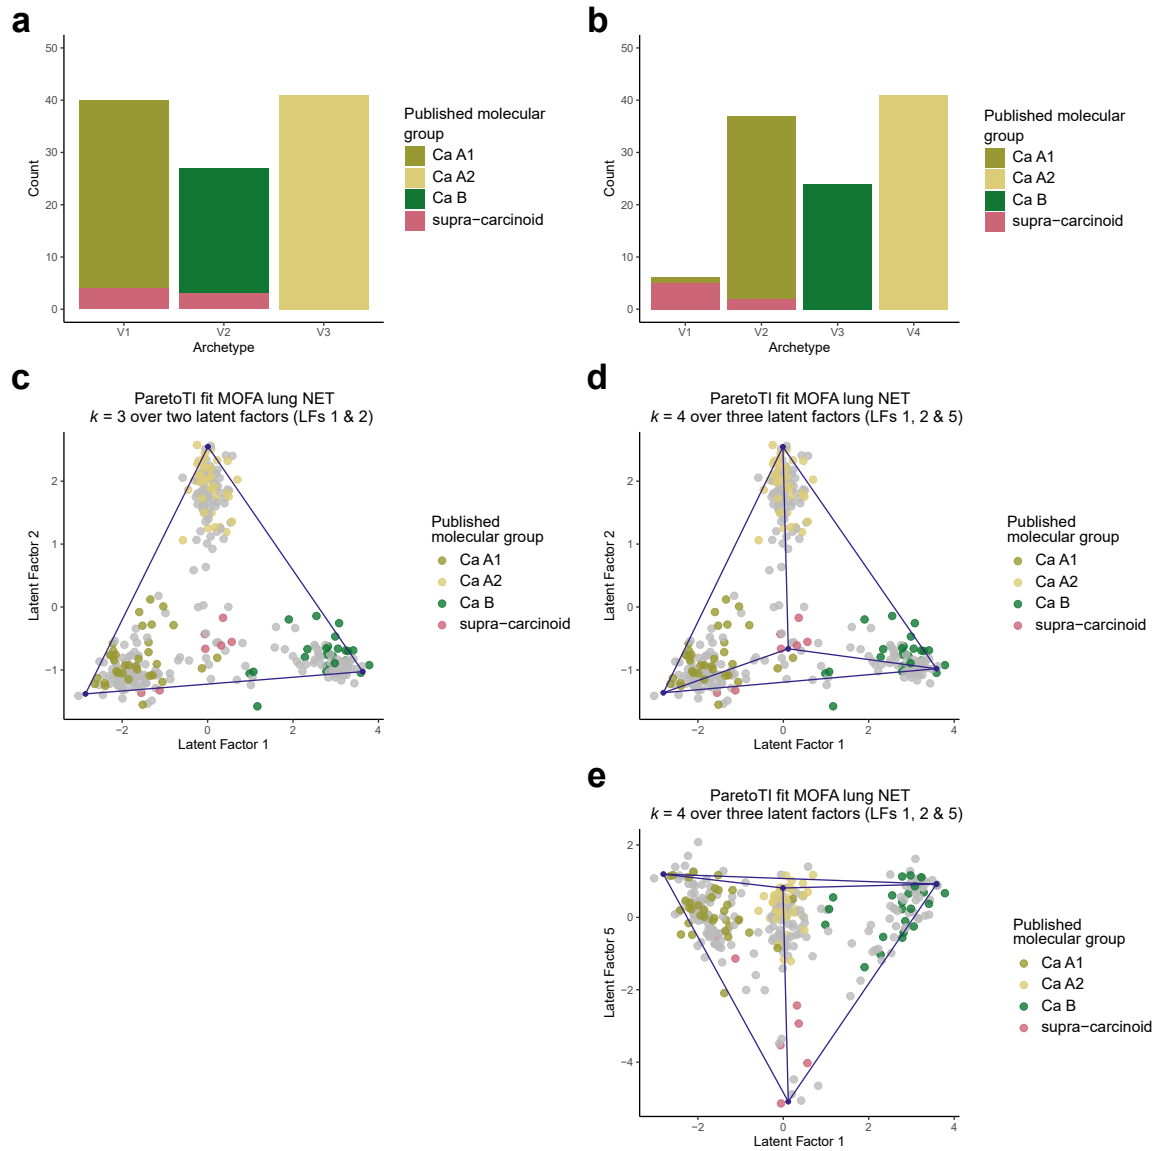 a
50
40
30
20
10
0
Count
V1 V2 V3
Archetype
Published molecular
group
Ca A1
Ca A2
Ca B
supra−carcinoid
b
50
40
30
20
10
0
Count
V1 V2 V3 V4
Archetype
Published molecular
group
Ca A1
Ca A2
Ca B
supra−carcinoid
c
ParetoTI fit MOFA lung NET
k = 3 over two latent factors (LFs 1 & 2)
2
1
0
−1
Latent Factor 2
−2 0 2 4
Latent Factor 1
Published
molecular group
Ca A1
Ca A2
Ca B
supra−carcinoid
d
ParetoTI fit MOFA lung NET
k = 4 over three latent factors (LFs 1, 2 & 5)
2
1
0
−1
Latent Factor 2
−2 0 2 4
Latent Factor 1
Published
molecular group
Ca A1
Ca A2
Ca B
supra−carcinoid
e
ParetoTI fit MOFA lung NET
k = 4 over three latent factors (LFs 1, 2 & 5)
2
0
−2
−4
Latent Factor 5
−2 0 2 4
Latent Factor 1
Published
molecular group
Ca A1
Ca A2
Ca B
supra−carcinoid